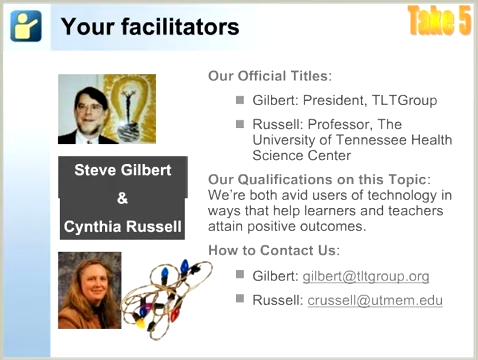 Your facilitators
Take 5
Our Official Titles:
Gilbert: President, TLTGroup
Russell: Professor, The
University of Tennessee Health
Science Center
Steve Gilbert
&
Cynthia Russell
Our Qualifications on this Topic:
We're both avid users of technology in
ways that help learners and teachers
attain positive outcomes.
How to Contact Us:
Gilbert: gilbert@tltgroup.org
Russell: crussell@utmem.edu